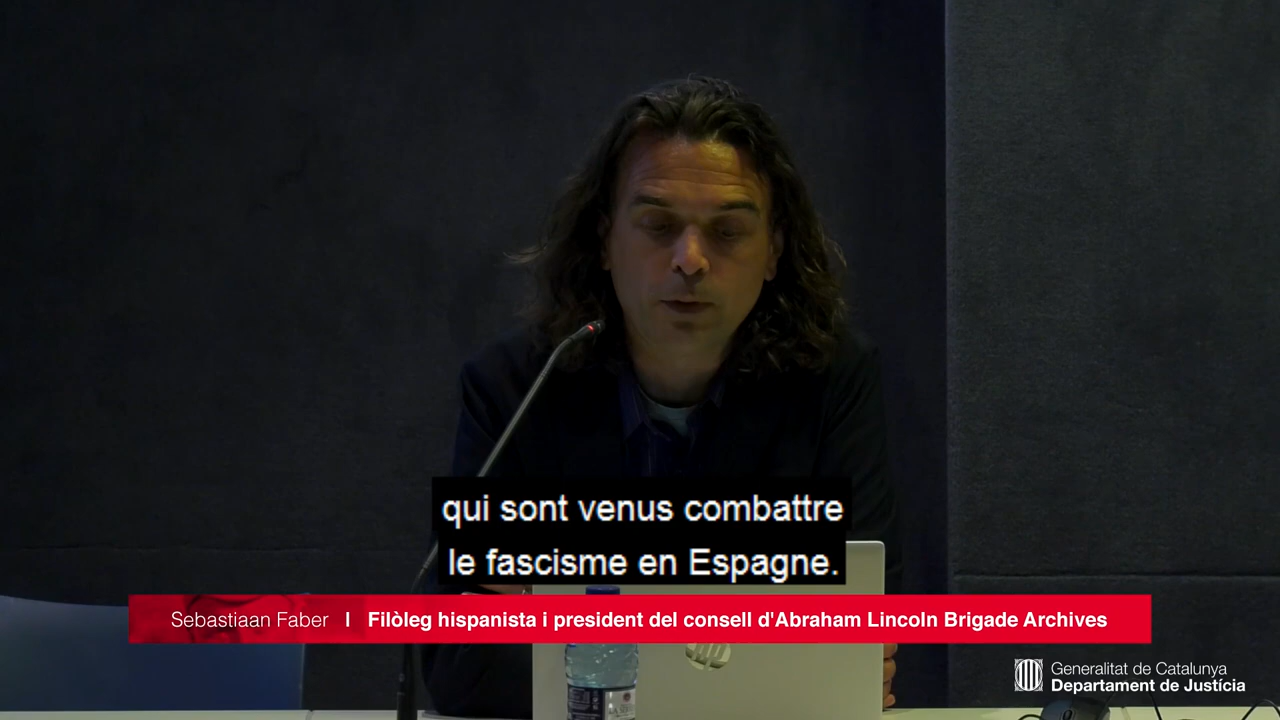 qui sont venus combattre
le fascisme en Espagne.
Sebastiaan Faber | Filòleg hispanista i president del consell d'Abraham Lincoln Brigade Archives
Generalitat de Catalunya
Departament de Justícia